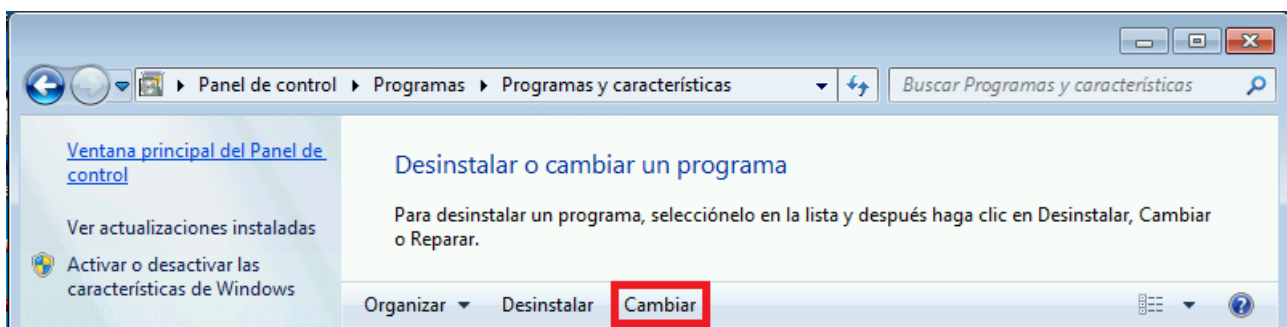 Panel de control Programas Programas y características
Buscar Programas y características
Ventana principal del Panel de
control
Ver actualizaciones instaladas
Activar o desactivar las
características de Windows
Desinstalar o cambiar un programa
Para desinstalar un programa, selecciónelo en la lista y después haga clic en Desinstalar, Cambiar
o Reparar.
Organizar Desinstalar Cambiar